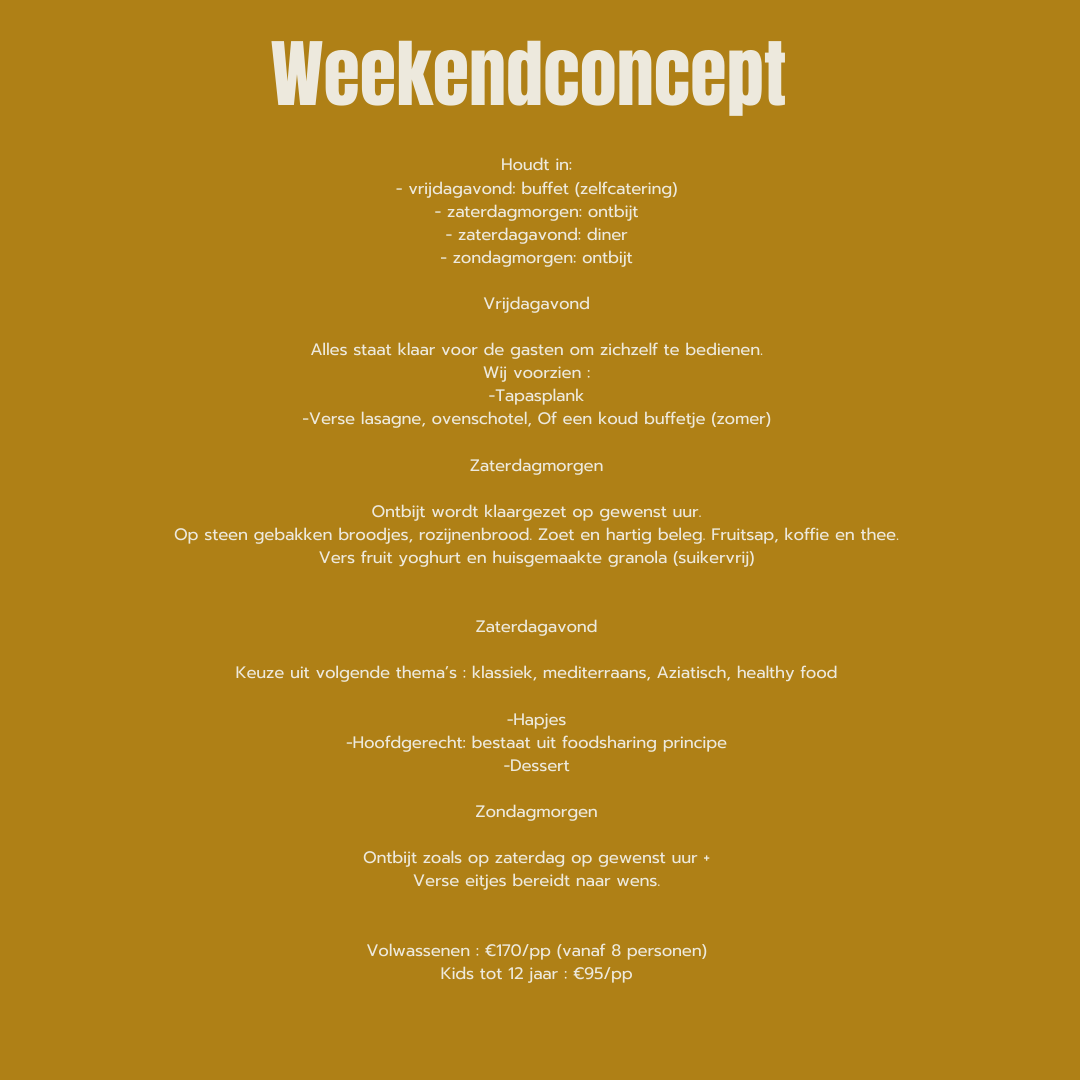 Weekendconcept
Houdt in:
- vrijdagavond: buffet (zelfcatering)
- zaterdagmorgen: ontbijt
- zaterdagavond: diner
- zondagmorgen: ontbijt
Vrijdagavond
Alles staat klaar voor de gasten om zichzelf te bedienen.
Wij voorzien :
-Tapasplank
-Verse lasagne, ovenschotel, Of een koud buffetje (zomer)
Zaterdagmorgen
Ontbijt wordt klaargezet op gewenst uur.
Op steen gebakken broodjes, rozijnenbrood. Zoet en hartig beleg. Fruitsap, koffie en thee.
Vers fruit yoghurt en huisgemaakte granola (suikervrij)
Zaterdagavond
Keuze uit volgende thema's : klassiek, mediterraans, Aziatisch, healthy food
-Hapjes
-Hoofdgerecht: bestaat uit foodsharing principe
-Dessert
Zondagmorgen
Ontbijt zoals op zaterdag op gewenst uur +
Verse eitjes bereidt naar wens.
Volwassenen : €170/pp (vanaf 8 personen)
Kids tot 12 jaar : €95/pp